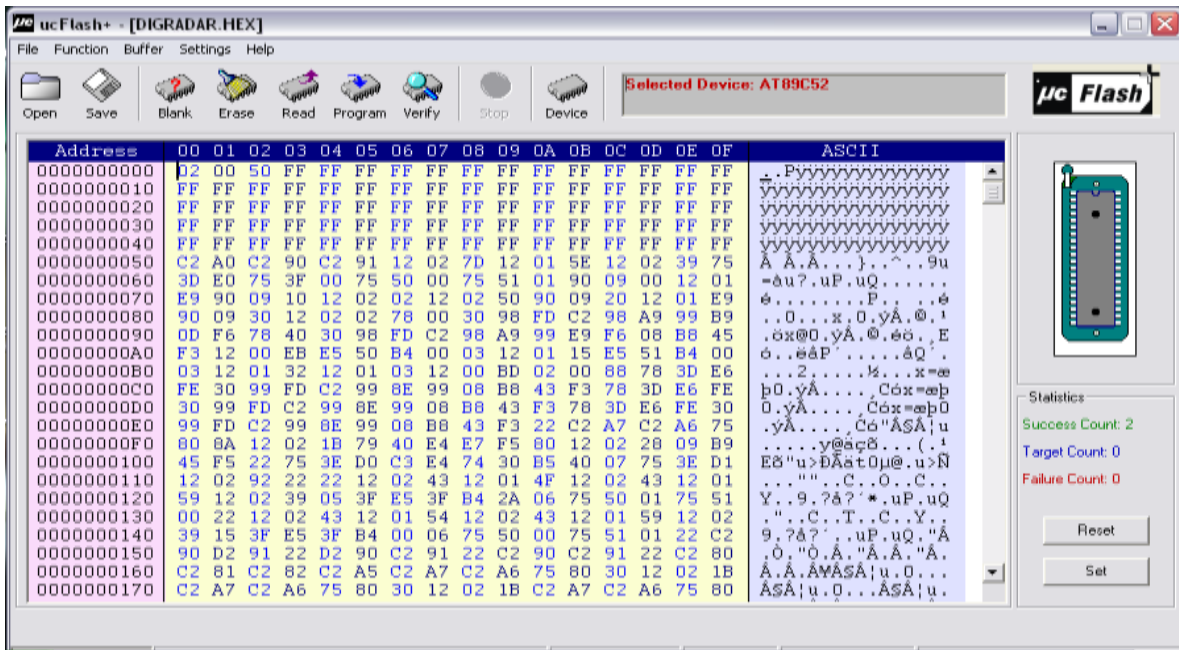 ucFlash+ - [DIGRADAR.HEX]
File Function Buffer Settings Help
Open Save Blank Erase Read Program Verify Stop Device
Selected Device: AT89C52
µc Flash
Address 00 01 02 03 04 05 06 07 08 09 0A 0B 0C 0D 0E 0F ASCII
0000000000 02 00 50 FF FF FF FF FF FF FF FF FF FF FF FF FF
0000000010 FF FF FF FF FF FF FF FF FF FF FF FF FF FF FF FF
0000000020 FF FF FF FF FF FF FF FF FF FF FF FF FF FF FF FF
0000000030 FF FF FF FF FF FF FF FF FF FF FF FF FF FF FF FF
0000000040 FF FF FF FF FF FF FF FF FF FF FF FF FF FF FF FF
0000000050 C2 A0 C2 90 C2 91 12 02 7D 12 01 5E 12 02 39 75
0000000060 3D E0 75 3F 00 75 50 00 75 51 01 90 09 00 12 01
0000000070 E9 90 09 10 12 02 02 12 02 50 90 09 20 12 01 E9
0000000080 90 09 30 12 02 02 78 00 30 98 FD C2 98 A9 99 B9
0000000090 0D F6 78 40 30 98 FD C2 98 A9 99 E9 F6 08 B8 45
00000000A0 F3 12 00 EB E5 50 B4 00 03 12 01 15 E5 51 B4 00
00000000B0 03 12 01 32 12 01 03 12 00 BD 02 00 88 78 3D E6
00000000C0 FE 30 99 FD C2 99 8E 99 08 B8 43 F3 78 3D E6 FE
00000000D0 30 99 FD C2 99 8E 99 08 B8 43 F3 78 3D E6 FE 30
00000000E0 99 FD C2 99 8E 99 08 B8 43 F3 22 C2 A7 C2 A6 75
00000000F0 80 8A 12 02 1B 79 40 E4 E7 F5 80 12 02 28 09 B9
0000000100 45 F5 22 75 3E D0 C3 E4 74 30 B5 40 07 75 3E D1
0000000110 12 02 92 22 22 12 02 43 12 01 4F 12 02 43 12 01
0000000120 59 12 02 39 05 3F E5 3F B4 2A 06 75 50 01 75 51
0000000130 00 22 12 02 43 12 01 54 12 02 43 12 01 59 12 02
0000000140 39 15 3F E5 3F B4 00 06 75 50 00 75 51 01 22 C2
0000000150 90 D2 91 22 D2 90 C2 91 22 C2 90 C2 91 22 C2 80
0000000160 C2 81 C2 82 C2 A5 C2 A7 C2 A6 75 80 30 12 02 1B
0000000170 C2 A7 C2 A6 75 80 30 12 02 1B C2 A7 C2 A6 75 80
Statistics
Success Count: 2
Target Count: 0
Failure Count: 0
Reset
Set